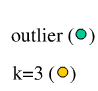 outlier ( )
k=3 ( )